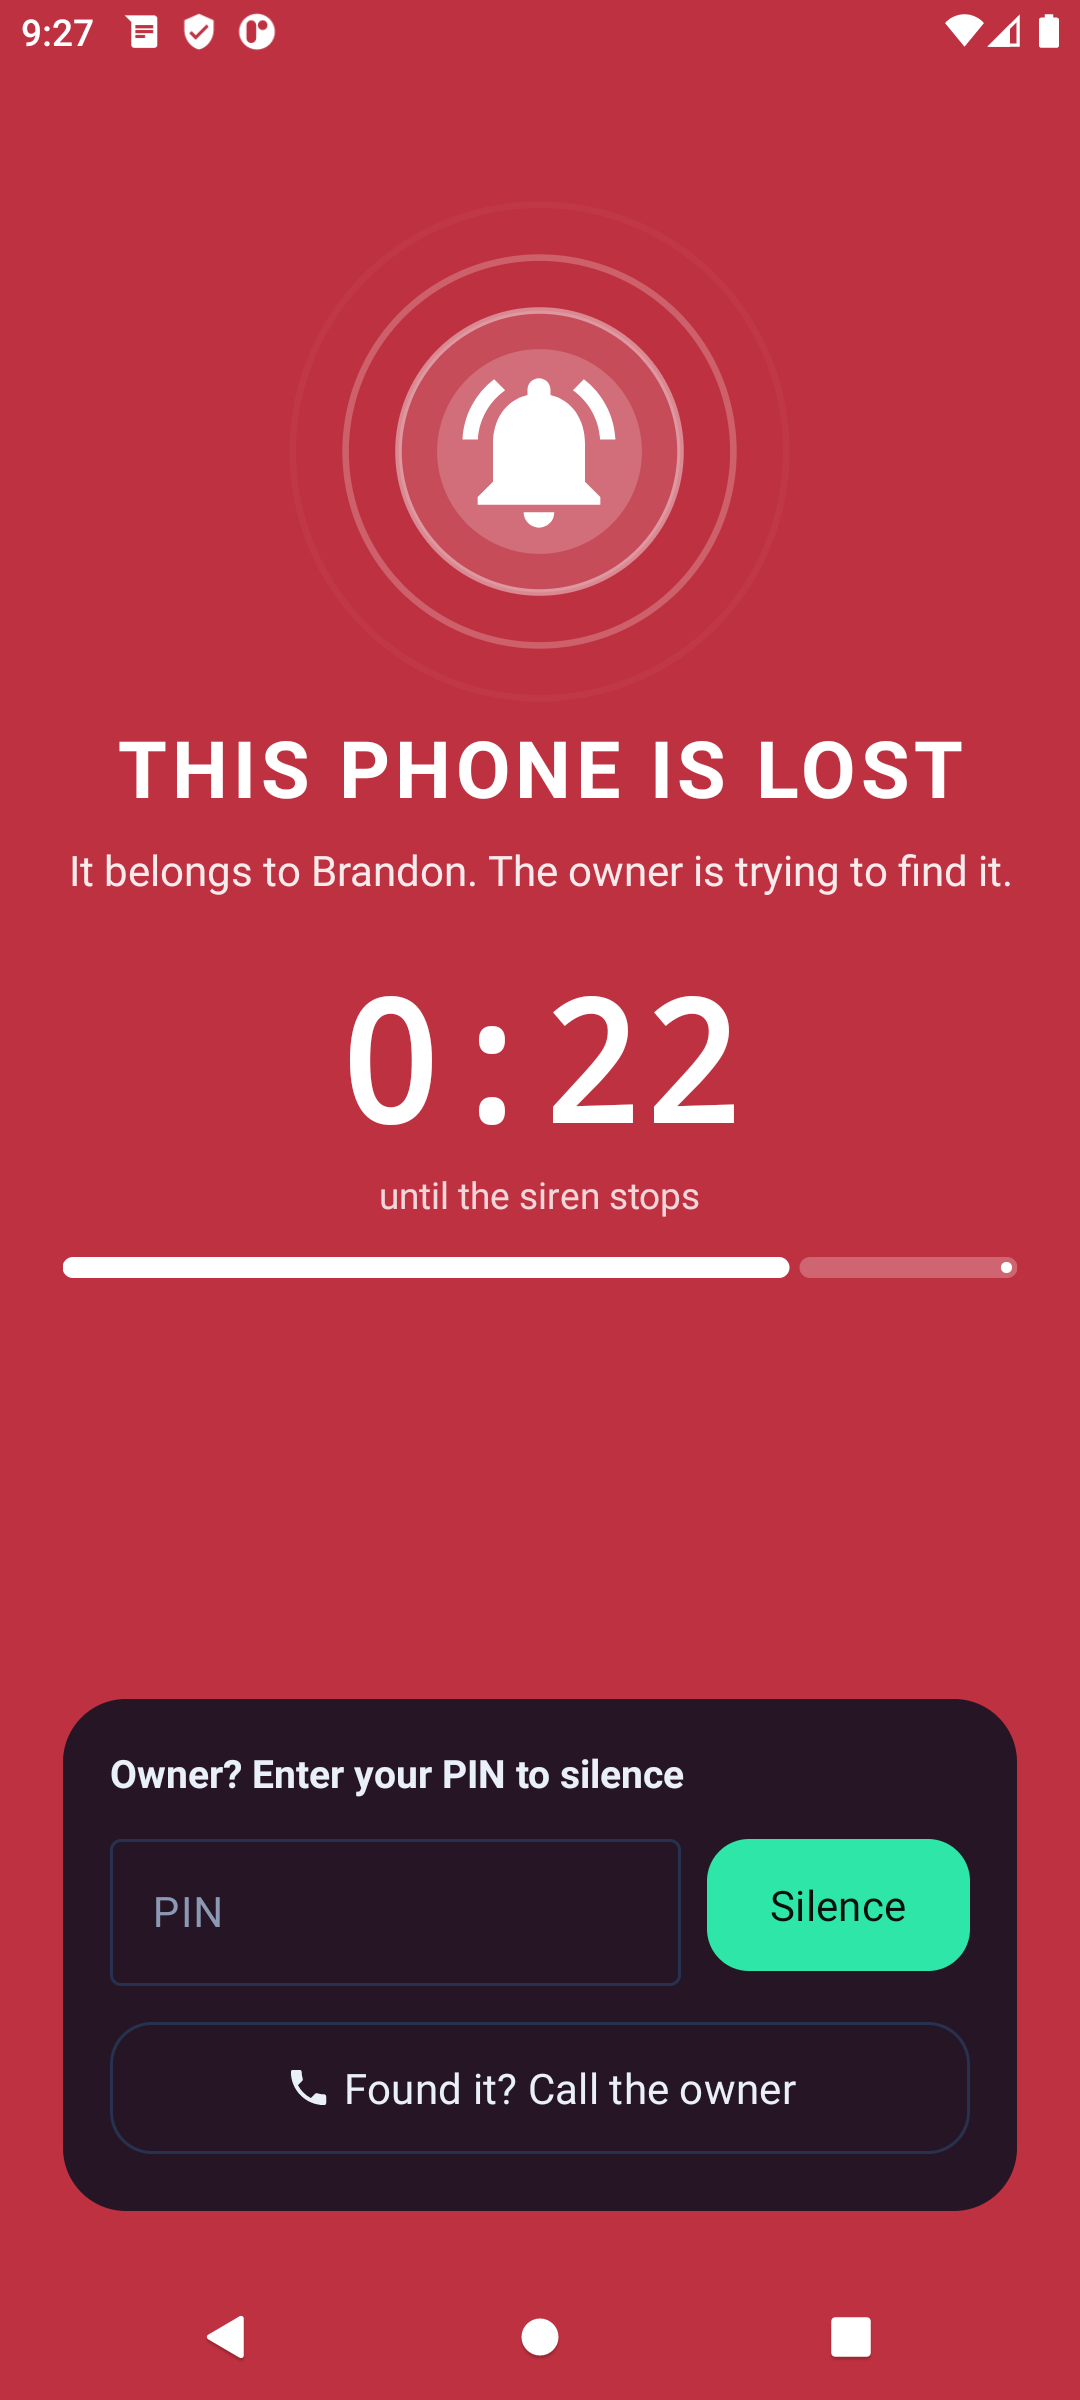 9:27
THIS PHONE IS LOST
It belongs to Brandon. The owner is trying to find it.
0:22
until the siren stops
Owner? Enter your PIN to silence
PIN
Silence
Found it? Call the owner